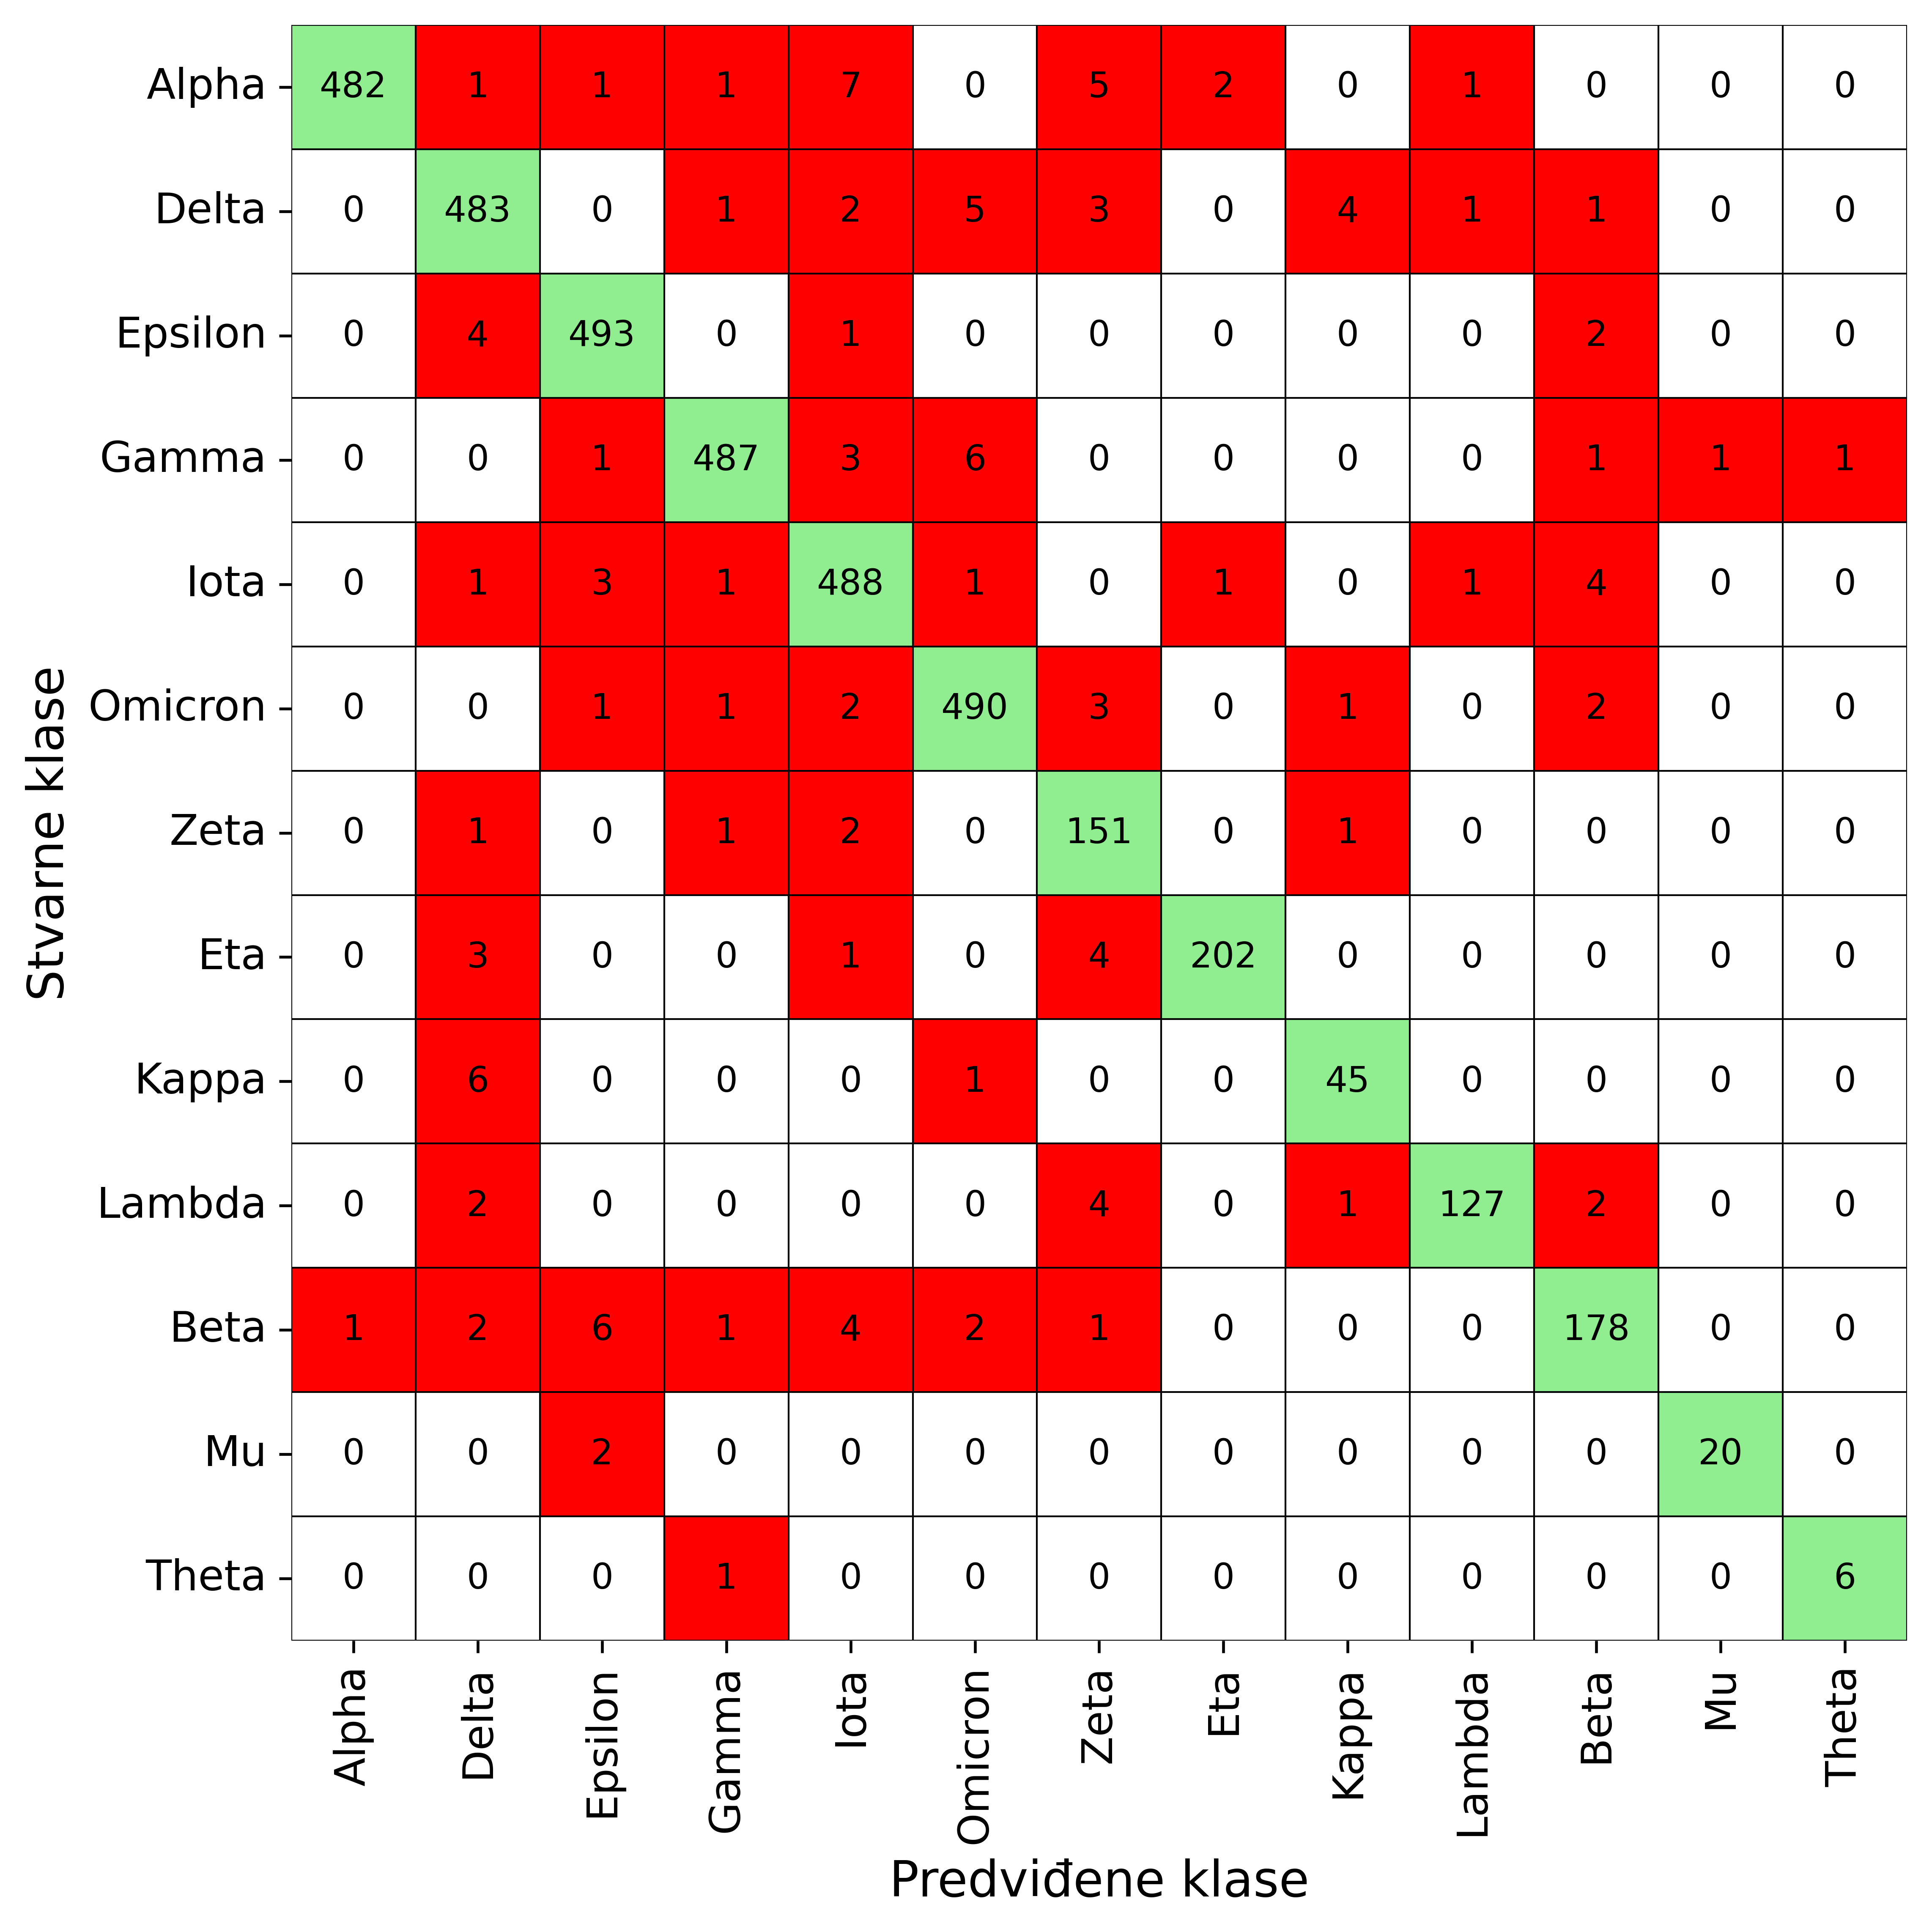 Stvarne klase
Alpha 482 1 1 1 7 0 5 2 0 1 0 0 0
Delta 0 483 0 1 2 5 3 0 4 1 1 0 0
Epsilon 0 4 493 0 1 0 0 0 0 0 2 0 0
Gamma 0 0 1 487 3 6 0 0 0 0 1 1 1
Iota 0 1 3 1 488 1 0 1 0 1 4 0 0
Omicron 0 0 1 1 2 490 3 0 1 0 2 0 0
Zeta 0 1 0 1 2 0 151 0 1 0 0 0 0
Eta 0 3 0 0 1 0 4 202 0 0 0 0 0
Kappa 0 6 0 0 0 1 0 0 45 0 0 0 0
Lambda 0 2 0 0 0 0 4 0 1 127 2 0 0
Beta 1 2 6 1 4 2 1 0 0 0 178 0 0
Mu 0 0 2 0 0 0 0 0 0 0 0 20 0
Theta 0 0 0 1 0 0 0 0 0 0 0 0 6
Alpha Delta Epsilon Gamma Iota Omicron Zeta Eta Kappa Lambda Beta Mu Theta
Predviđene klase